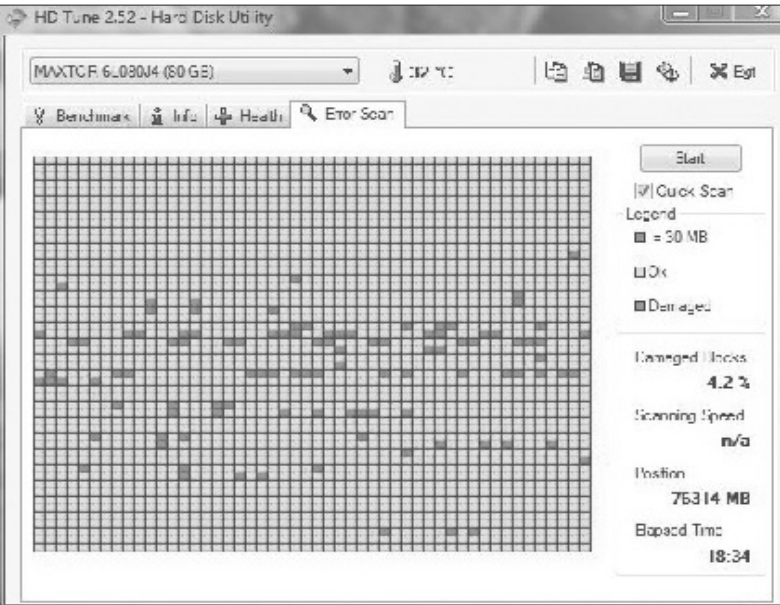 HD Tune 2.52 - Hard Disk Utility
MAXTOR 6L080J4 (80 GB)
Exit
Benchmark Info Health Error Scan
Start
Quick Scan
Legend
= 30 MB
Ok
Damaged
Damaged Blocks
4.2 %
Scanning Speed
n/a
Position
76314 MB
Elapsed Time
18:34